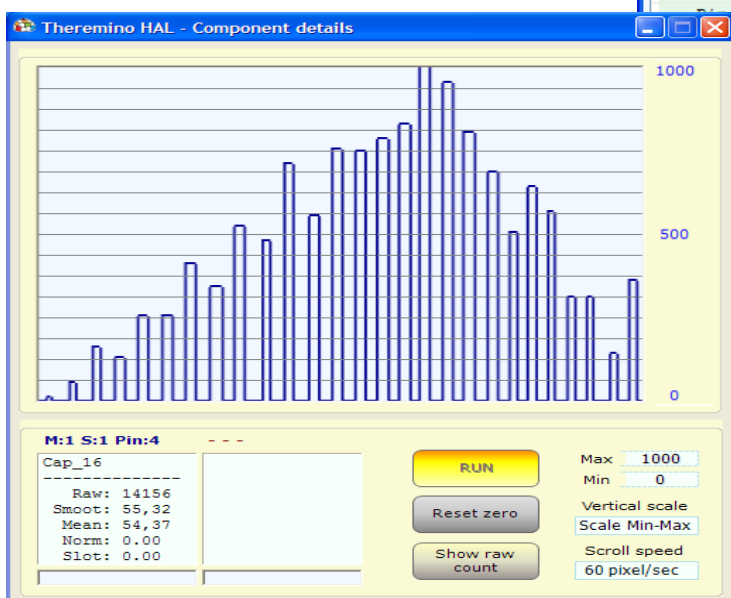 Theremino HAL - Component details
1000
500
0
M:1 S:1 Pin:4 - - -
Cap_16
--------------
Raw: 14156
Smoot: 55,32
Mean: 54,37
Norm: 0.00
Slot: 0.00
RUN
Reset zero
Show raw
count
Max 1000
Min 0
Vertical scale
Scale Min-Max
Scroll speed
60 pixel/sec